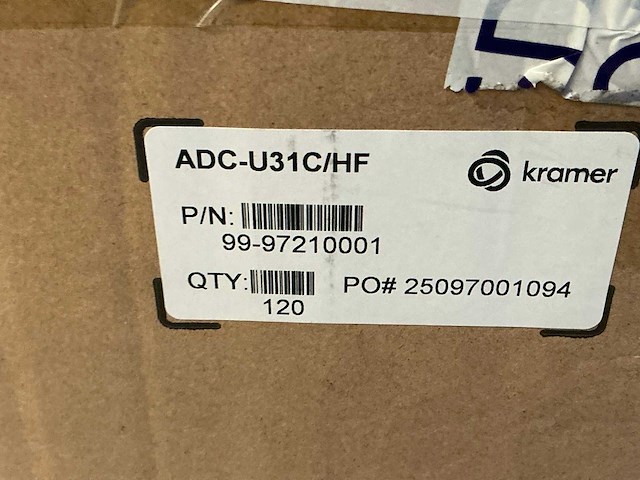 ADC-U31C/HF
kramer
P/N:
99-97210001
QTY:
120
PO# 25097001094